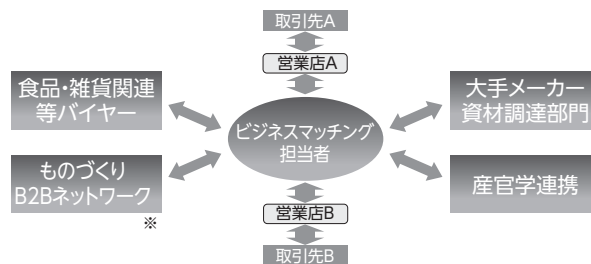 取引先A
営業店A
食品・雑貨関連
等バイヤー
大手メーカー
資材調達部門
ビジネスマッチング
担当者
ものづくり
B2Bネットワーク
※
産官学連携
営業店B
取引先B